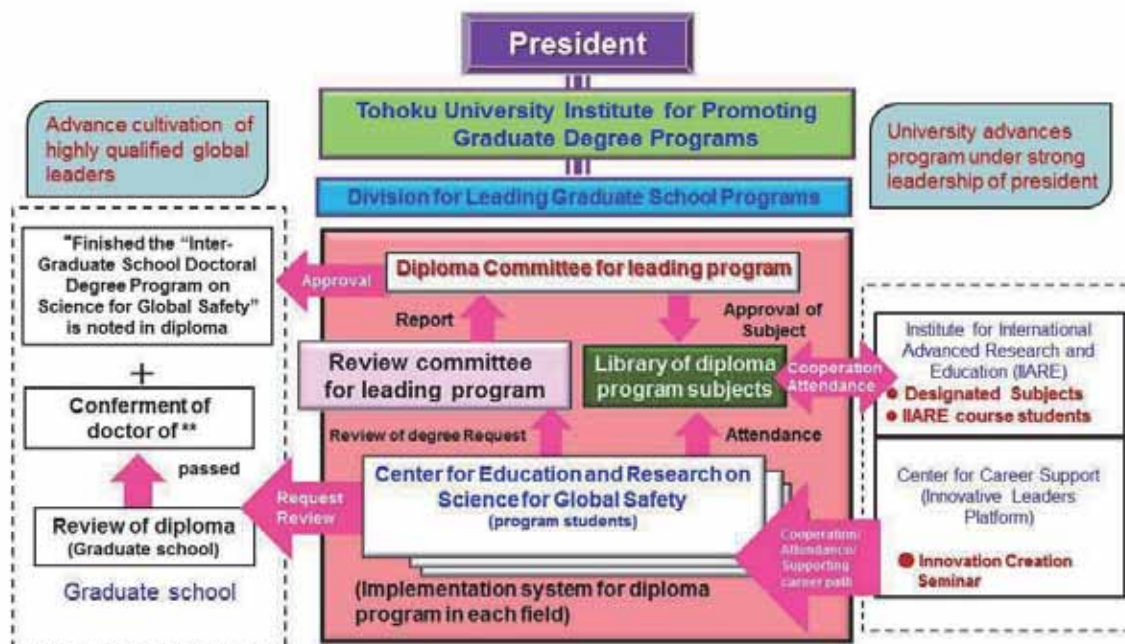 President
Tohoku University Institute for Promoting
Graduate Degree Programs
Division for Leading Graduate School Programs
Advance cultivation of
highly qualified global
leaders
University advances
program under strong
leadership of president
"Finished the “Inter-
Graduate School Doctoral
Degree Program on
Science for Global Safety”
is noted in diploma
+
Conferment of
doctor of **
passed
Review of diploma
(Graduate school)
Graduate school
Approval
Request
Review
Diploma Committee for leading program
Report
Approval of
Subject
Review committee
for leading program
Library of diploma
program subjects
Review of degree Request
Attendance
Center for Education and Research on
Science for Global Safety
(program students)
(Implementation system for diploma
program in each field)
Cooperation
Attendance
Cooperation/
Attendance/
Supporting
career path
Institute for International
Advanced Research and
Education (IIARE)
● Designated Subjects
● IIARE course students
Center for Career Support
(Innovative Leaders
Platform)
● Innovation Creation
Seminar